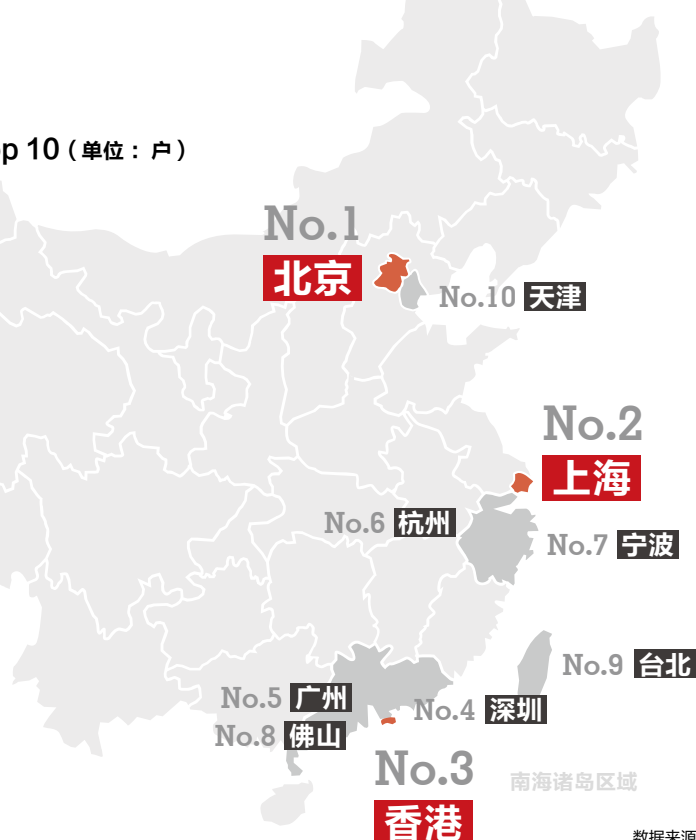 p 10（单位： 户）
No.1
北京
No.10 天津
No.2
上海
No.6 杭州
No.7 宁波
No.9 台北
No.5 广州
No.4 深圳
No.8 佛山
No.3
南海诸岛区域
香港
数据来源